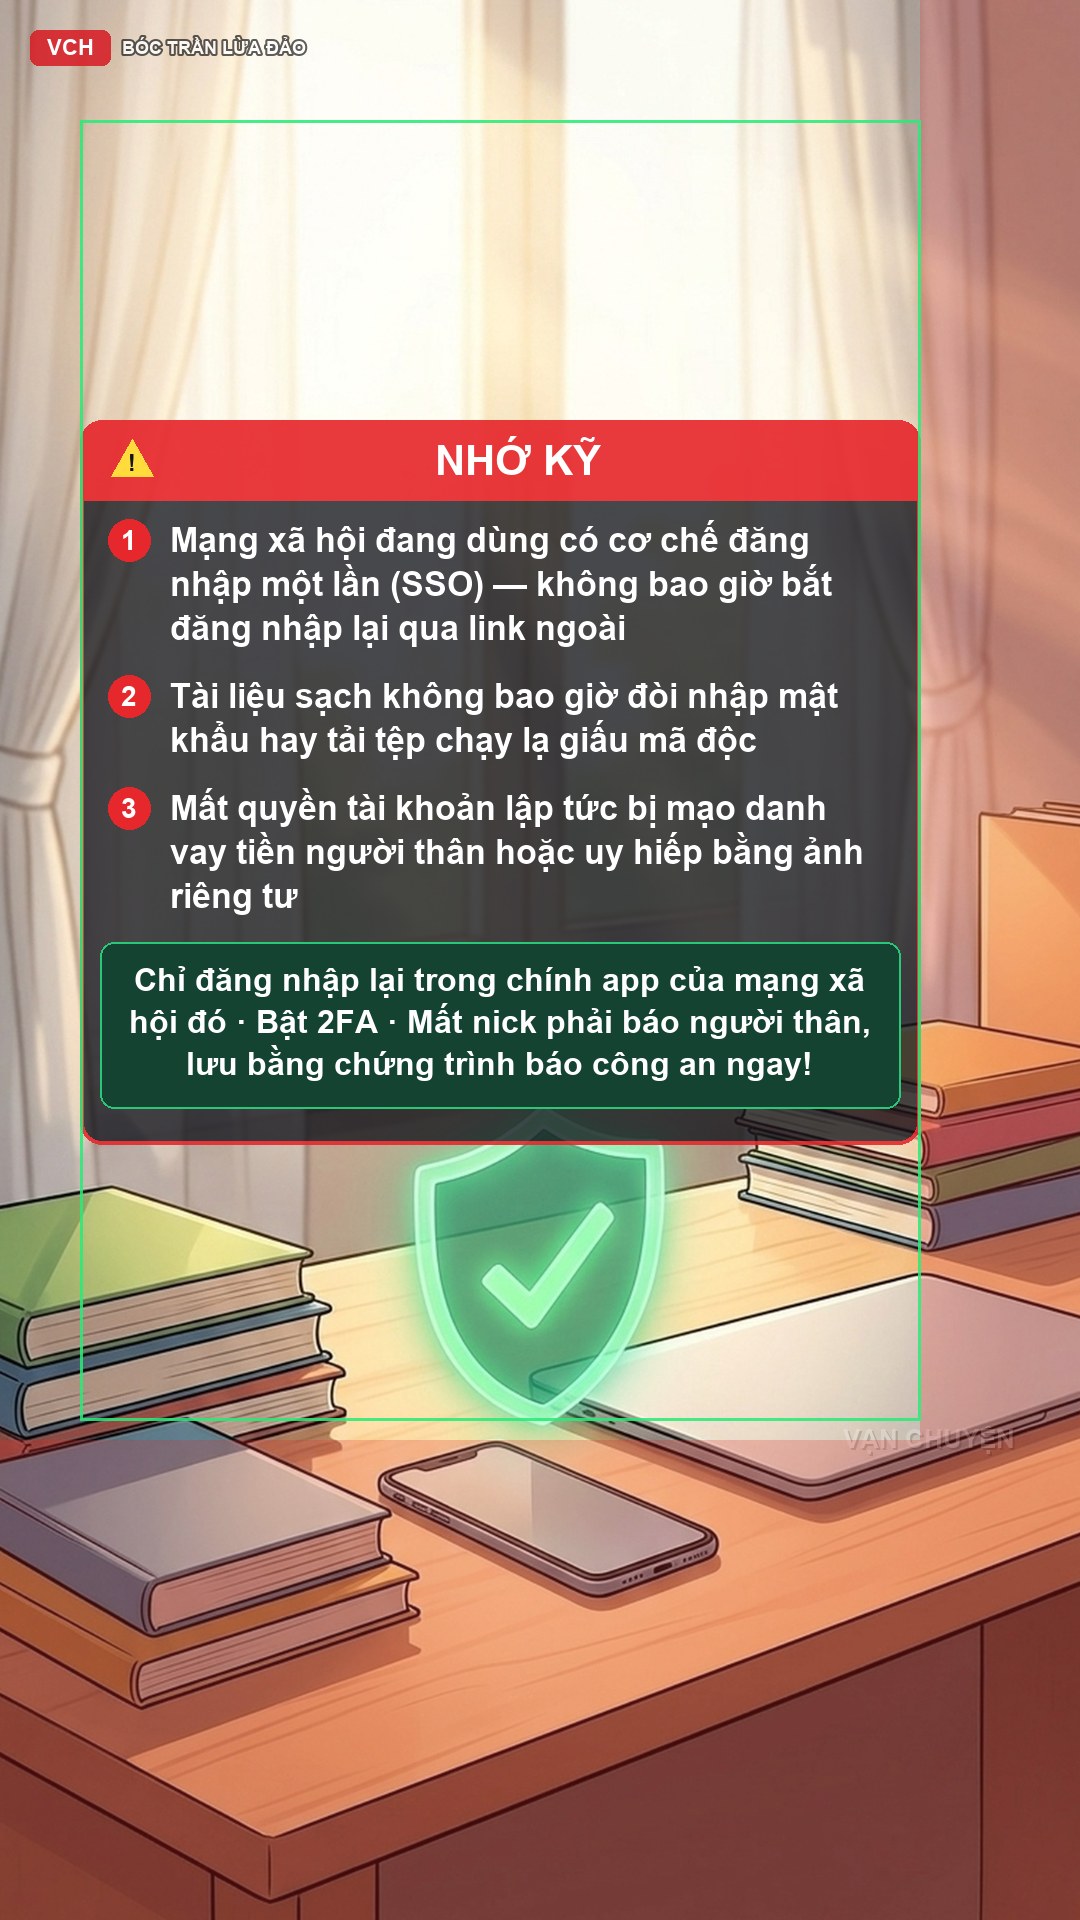 VCH BÓC TRẦN LỪA ĐẢO
! NHỚ KỸ
1 Mạng xã hội đang dùng có cơ chế đăng
nhập một lần (SSO) — không bao giờ bắt
đăng nhập lại qua link ngoài
2 Tài liệu sạch không bao giờ đòi nhập mật
khẩu hay tải tệp chạy lạ giấu mã độc
3 Mất quyền tài khoản lập tức bị mạo danh
vay tiền người thân hoặc uy hiếp bằng ảnh
riêng tư
Chỉ đăng nhập lại trong chính app của mạng xã
hội đó · Bật 2FA · Mất nick phải báo người thân,
lưu bằng chứng trình báo công an ngay!
VẠN CHUYỆN